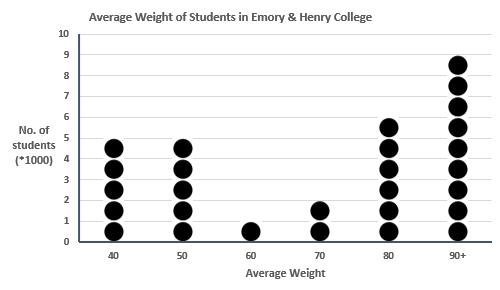 Average Weight of Students in Emory & Henry College
10
9
8
7
6
5
4
3
2
1
0
No. of
students
(*1000)
40 50 60 70 80 90+
Average Weight